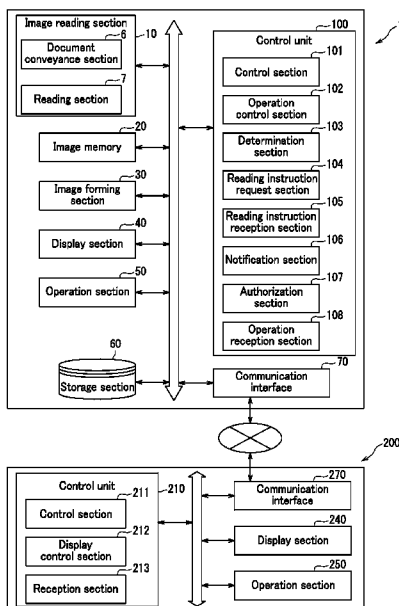 Image reading section
6
10
Document
conveyance section
7
Reading section
20
Image memory
30
Image forming
section
40
Display section
50
Operation section
60
Storage section
100
Control unit
101
Control section
102
Operation
control section
103
Determination
section
104
Reading instruction
request section
105
Reading instruction
reception section
106
Notification section
107
Authorization
section
108
Operation
reception section
70
Communication
interface
200
Control unit
210
211
Control section
212
Display
control section
213
Reception section
270
Communication
interface
240
Display section
250
Operation section